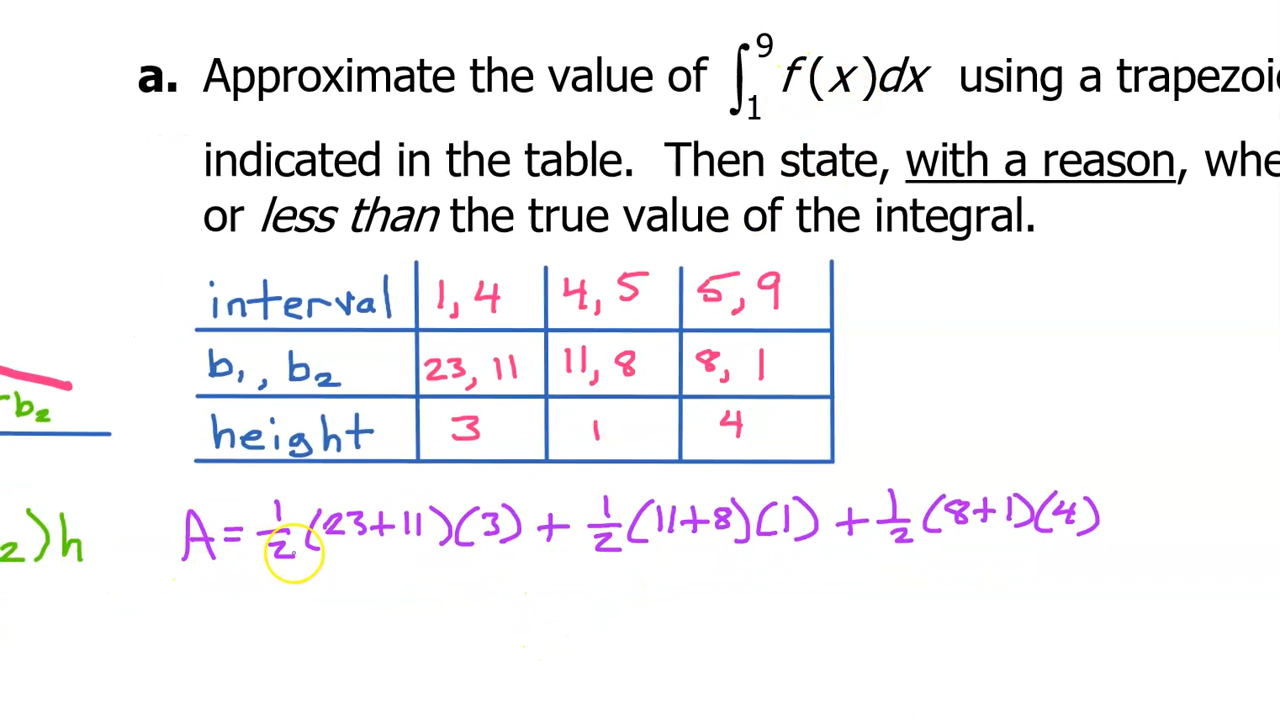 a. Approximate the value of ∫₁⁹ f(x)dx using a
indicated in the table. Then state, with a reason,
or less than the true value of the integral.
interval 1, 4 4, 5 5, 9
b₁, b₂ 23, 11 11, 8 8, 1
b₂
height 3 1 4
)h A = 1/2 (23+11)(3) + 1/2 (11+8)(1) + 1/2 (8+1)(4)